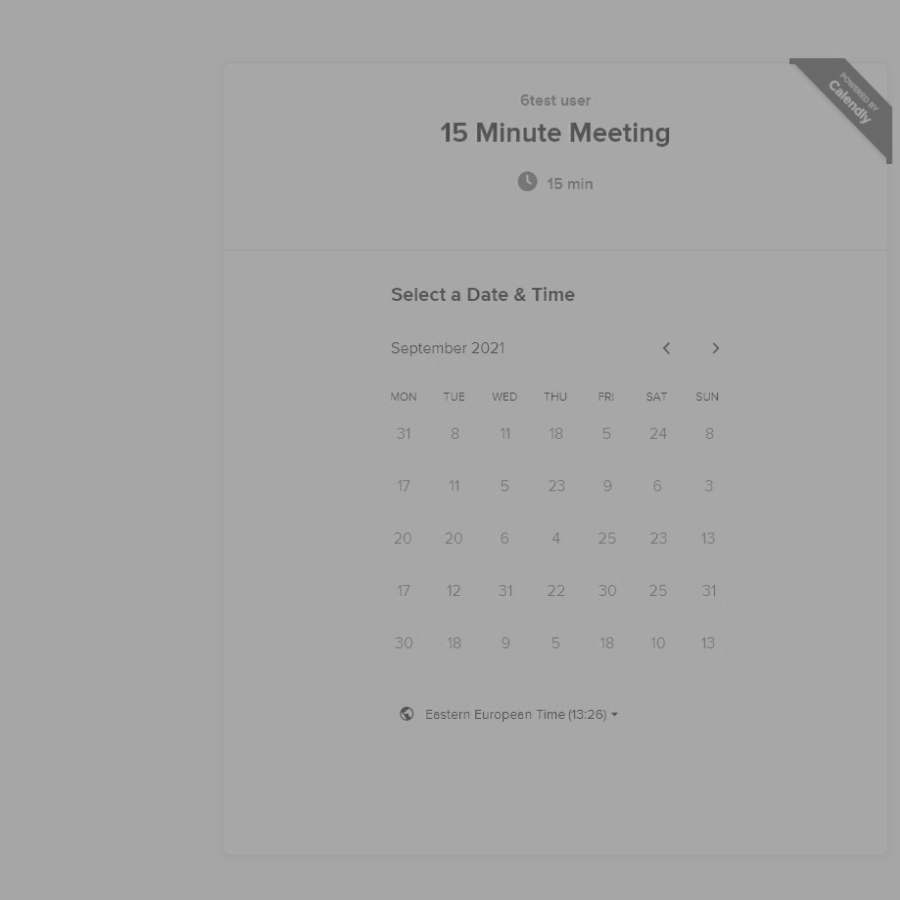 POWERED BY
Calendly
6test user
15 Minute Meeting
15 min
Select a Date & Time
September 2021
MON TUE WED THU FRI SAT SUN
31 8 11 18 5 24 8
17 11 5 23 9 6 3
20 20 6 4 25 23 13
17 12 31 22 30 25 31
30 18 9 5 18 10 13
Eastern European Time (13:26)